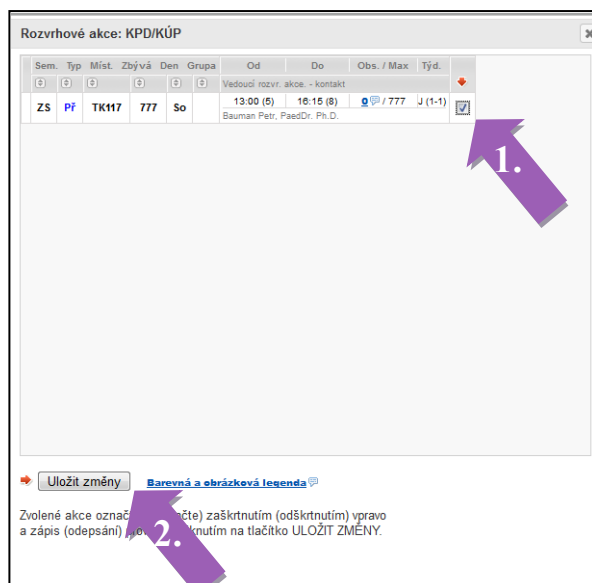 Rozvrhové akce: KPD/KÚP
Sem. Typ Míst. Zbývá Den Grupa Od Do Obs. / Max Týd.
Vedoucí rozvr. akce. - kontakt
ZS Př TK117 777 So 13:00 (5) 16:15 (8) 0 / 777 J (1-1)
Bauman Petr, PaedDr. Ph.D.
1.
Uložit změny Barevná a obrázková legenda
Zvolené akce označ čte) zaškrtnutím (odškrtnutím) vpravo
a zápis (odepsání) knutím na tlačítko ULOŽIT ZMĚNY.
2.